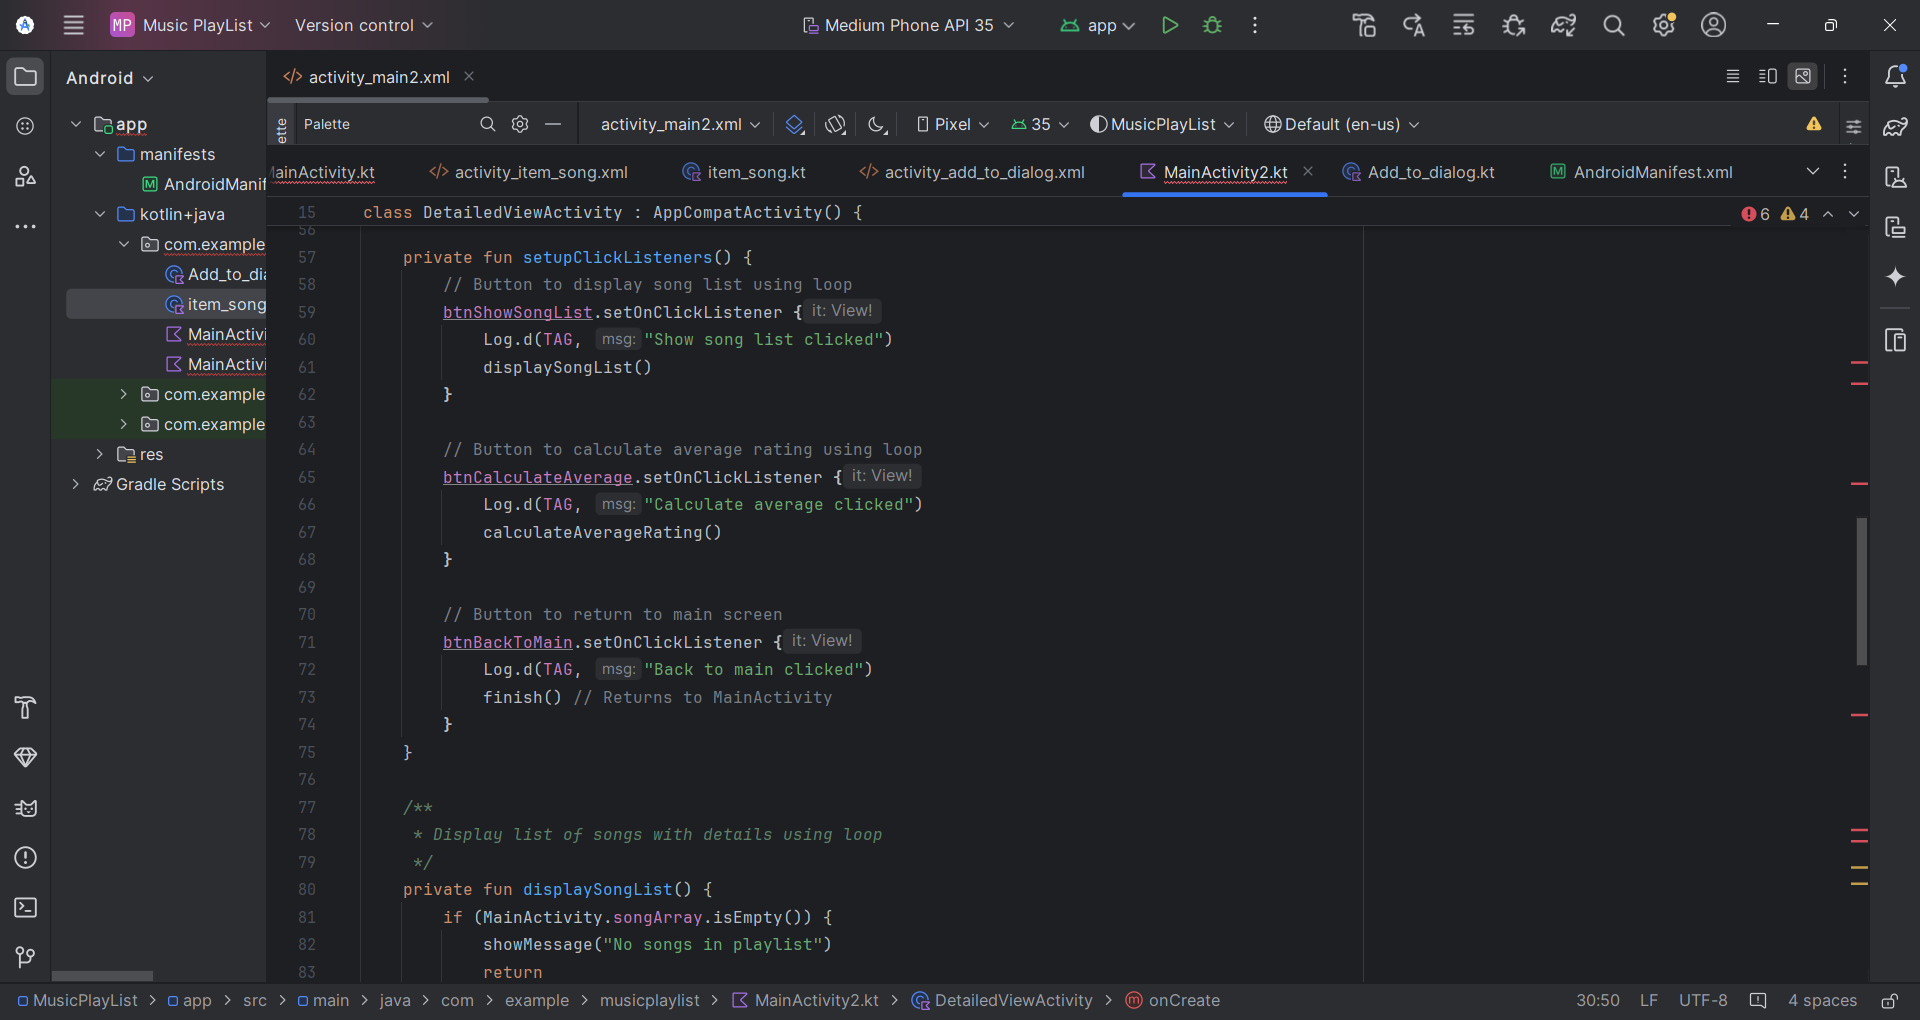 MP Music PlayList Version control Medium Phone API 35 app
Android
activity_main2.xml
app
manifests
AndroidManif
kotlin+java
com.example
Add_to_dia
item_song
MainActivi
MainActivi
com.example
com.example
res
Gradle Scripts
Palette activity_main2.xml Pixel 35 MusicPlayList Default (en-us)
MainActivity.kt activity_item_song.xml item_song.kt activity_add_to_dialog.xml MainActivity2.kt Add_to_dialog.kt AndroidManifest.xml
15 class DetailedViewActivity : AppCompatActivity() { 6 4
56
57 private fun setupClickListeners() {
58 // Button to display song list using loop
59 btnShowSongList.setOnClickListener { it: View!
60 Log.d(TAG, msg: "Show song list clicked")
61 displaySongList()
62 }
63
64 // Button to calculate average rating using loop
65 btnCalculateAverage.setOnClickListener { it: View!
66 Log.d(TAG, msg: "Calculate average clicked")
67 calculateAverageRating()
68 }
69
70 // Button to return to main screen
71 btnBackToMain.setOnClickListener { it: View!
72 Log.d(TAG, msg: "Back to main clicked")
73 finish() // Returns to MainActivity
74 }
75 }
76
77 /**
78 * Display list of songs with details using loop
79 */
80 private fun displaySongList() {
81 if (MainActivity.songArray.isEmpty()) {
82 showMessage("No songs in playlist")
83 return
MusicPlayList > app > src > main > java > com > example > musicplaylist > MainActivity2.kt > DetailedViewActivity > onCreate 30:50 LF UTF-8 4 spaces